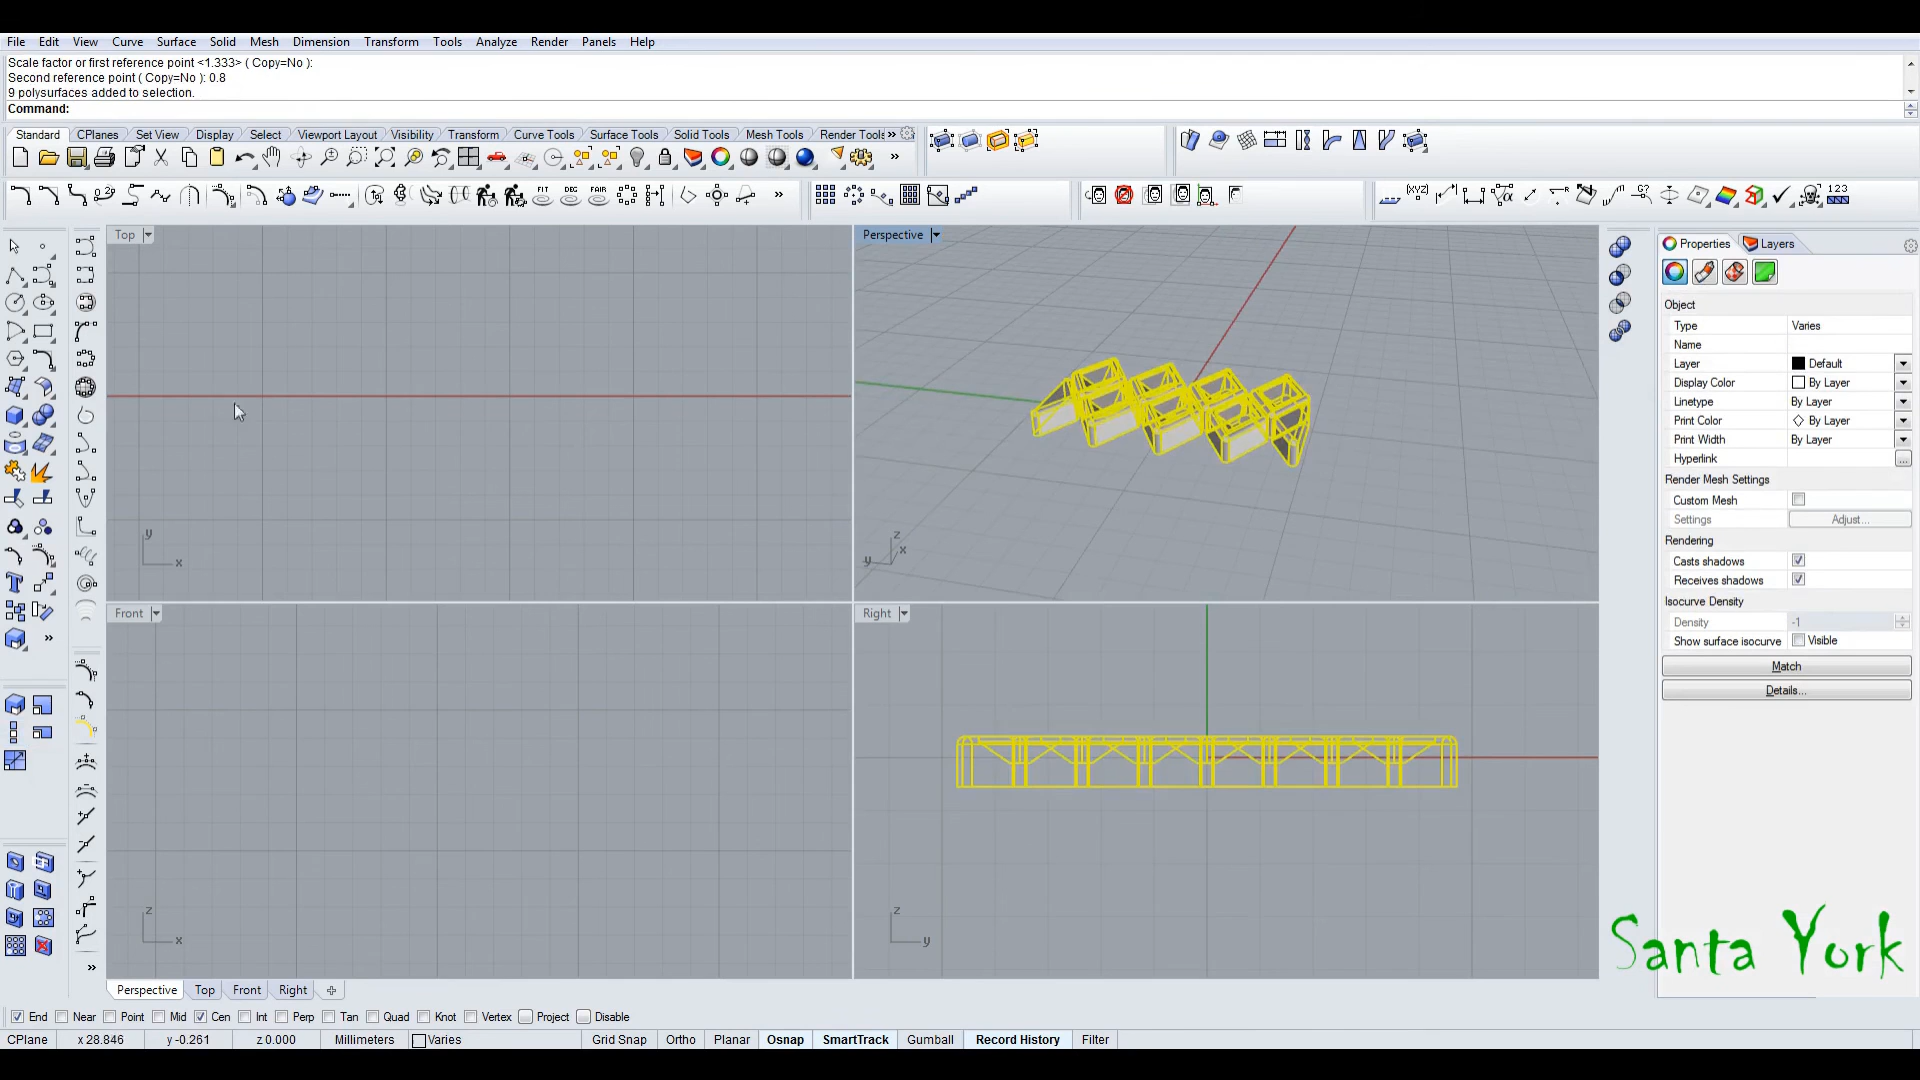 File Edit View Curve Surface Solid Mesh Dimension Transform Tools Analyze Render Panels Help
Scale factor or first reference point <1.333> ( Copy=No ):
Second reference point ( Copy=No ): 0.8
9 polysurfaces added to selection.
Command:
Standard CPlanes Set View Display Select Viewport Layout Visibility Transform Curve Tools Surface Tools Solid Tools Mesh Tools Render Tools
Top
Perspective
Properties Layers
Object
Type Varies
Name
Layer Default
Display Color By Layer
Linetype By Layer
Print Color By Layer
Print Width By Layer
Hyperlink ...
Render Mesh Settings
Custom Mesh
Settings Adjust...
Rendering
Casts shadows
Receives shadows
Isocurve Density
Density -1
Show surface isocurve Visible
Match
Details...
y
x
z
x
y
Front
Right
z
x
z
y
Santa York
Perspective Top Front Right
End Near Point Mid Cen Int Perp Tan Quad Knot Vertex Project Disable
CPlane x 28.846 y -0.261 z 0.000 Millimeters Varies Grid Snap Ortho Planar Osnap SmartTrack Gumball Record History Filter